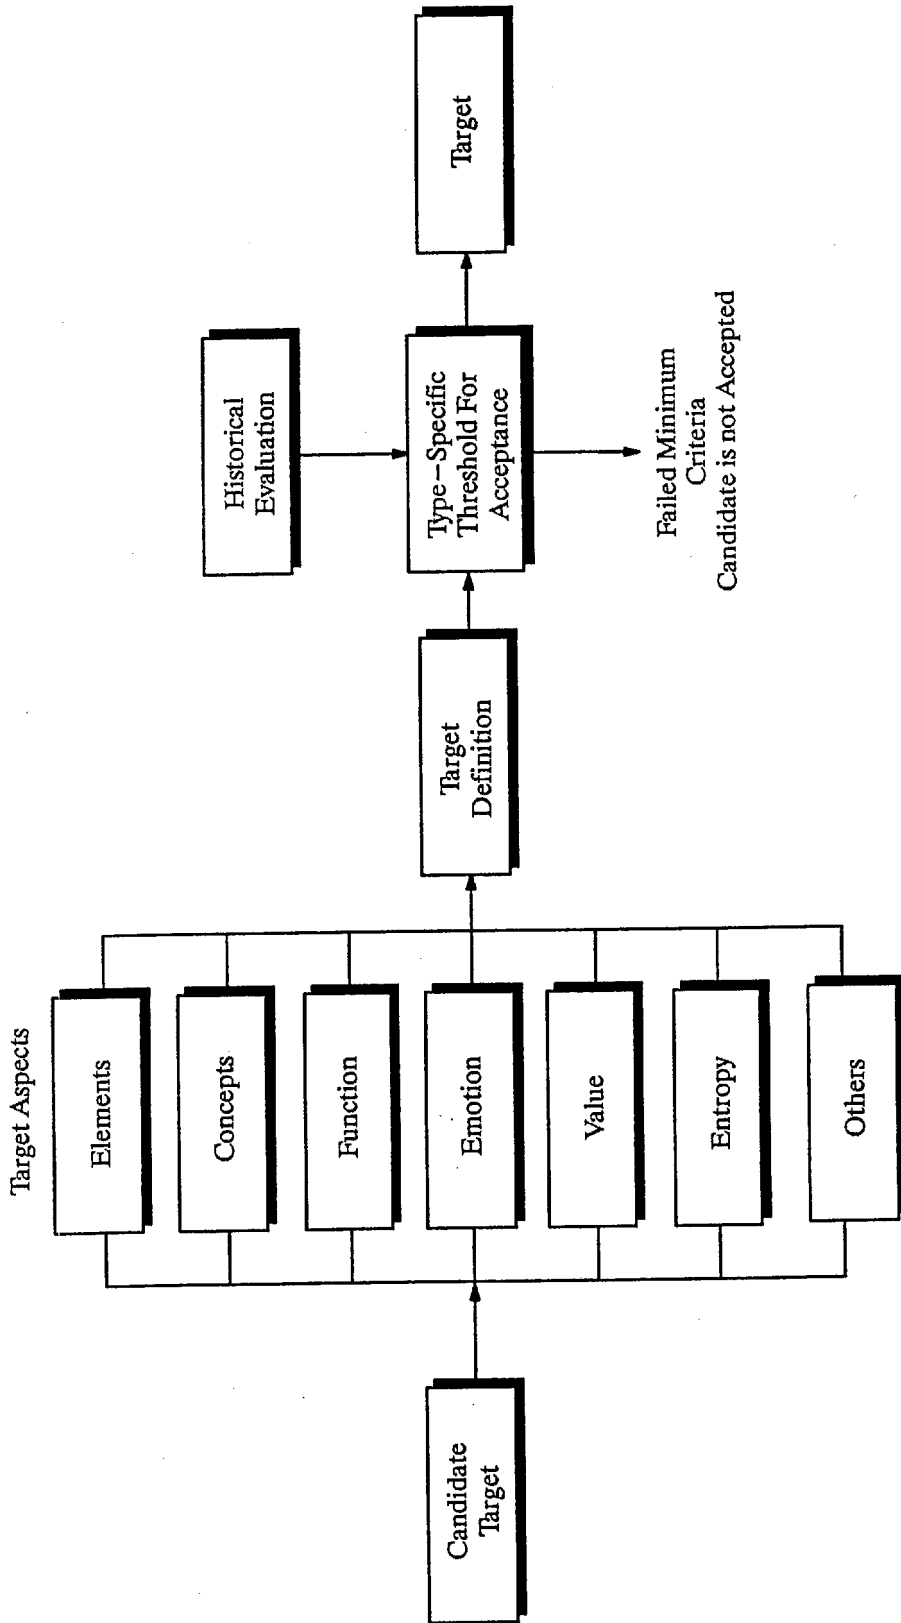 Candidate
Target
Target Aspects
Elements
Concepts
Function
Emotion
Value
Entropy
Others
Target
Definition
Historical
Evaluation
Type–Specific
Threshold For
Acceptance
Failed Minimum
Criteria
Candidate is not Accepted
Target